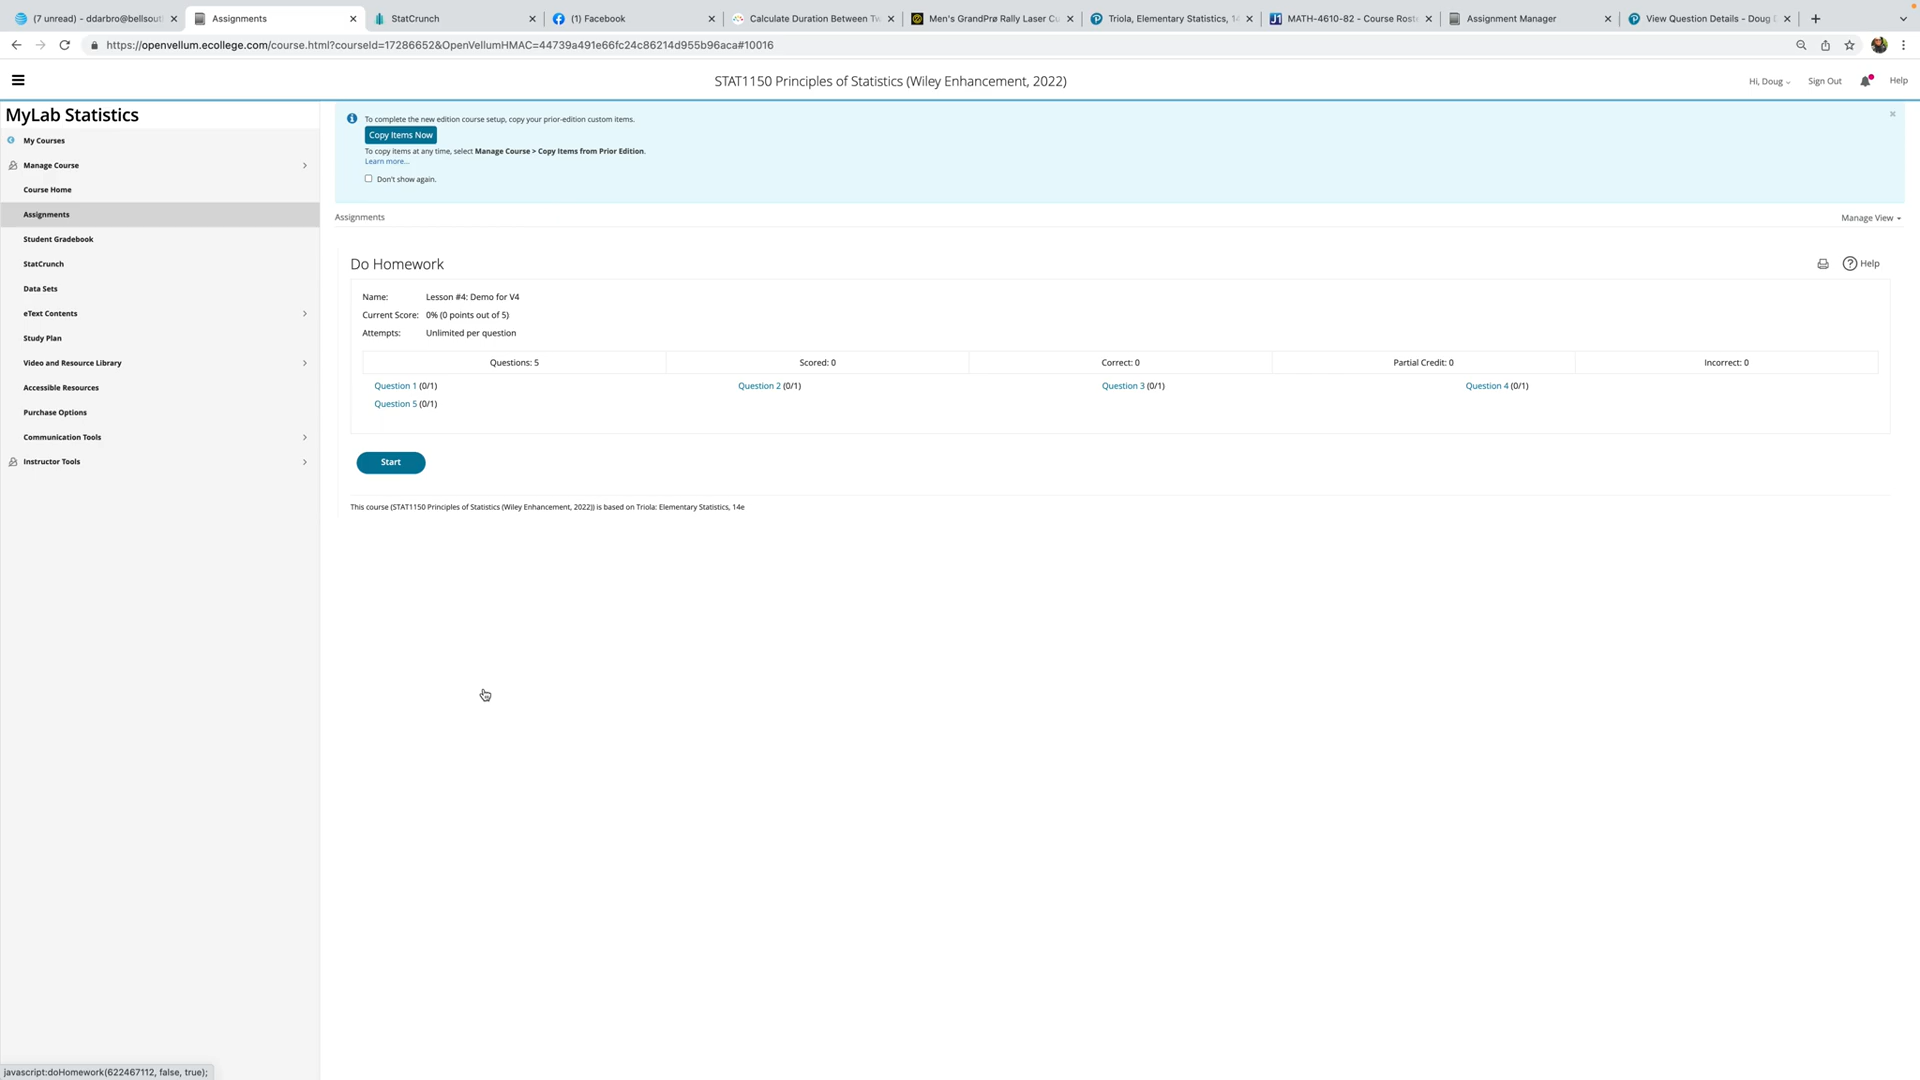 (7 unread) - ddarbro@bellsout
Assignments
StatCrunch
(1) Facebook
Calculate Duration Between Tw
Men's GrandPrø Rally Laser Cu
Triola, Elementary Statistics, 14
MATH-4610-82 - Course Roste
Assignment Manager
View Question Details - Doug D
https://openvellum.ecollege.com/course.html?courseId=17286652&OpenVellumHMAC=44739a491e66fc24c86214d955b96aca#10016
STAT1150 Principles of Statistics (Wiley Enhancement, 2022)
Hi, Doug
Sign Out
Help
MyLab Statistics
My Courses
Manage Course
Course Home
Assignments
Student Gradebook
StatCrunch
Data Sets
eText Contents
Study Plan
Video and Resource Library
Accessible Resources
Purchase Options
Communication Tools
Instructor Tools
To complete the new edition course setup, copy your prior-edition custom items.
Copy Items Now
To copy items at any time, select Manage Course > Copy Items from Prior Edition.
Learn more...
Don't show again.
Assignments
Manage View
Do Homework
Help
Name: Lesson #4: Demo for V4
Current Score: 0% (0 points out of 5)
Attempts: Unlimited per question
Questions: 5 Scored: 0 Correct: 0 Partial Credit: 0 Incorrect: 0
Question 1 (0/1) Question 2 (0/1) Question 3 (0/1) Question 4 (0/1)
Question 5 (0/1)
Start
This course (STAT1150 Principles of Statistics (Wiley Enhancement, 2022)) is based on Triola: Elementary Statistics, 14e
javascript:doHomework(622467112, false, true);